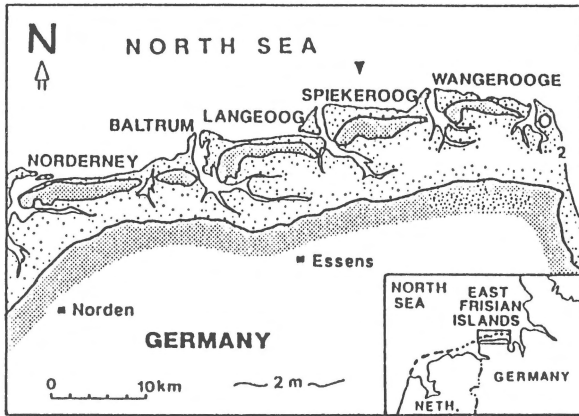 N
NORTH SEA
WANGEROOGE
SPIEKEROOG
LANGEOOG
BALTRUM
NORDERNEY
2
Essens
Norden
GERMANY
0 10km
2 m
NORTH
SEA
EAST
FRISIAN
ISLANDS
GERMANY
NETH.